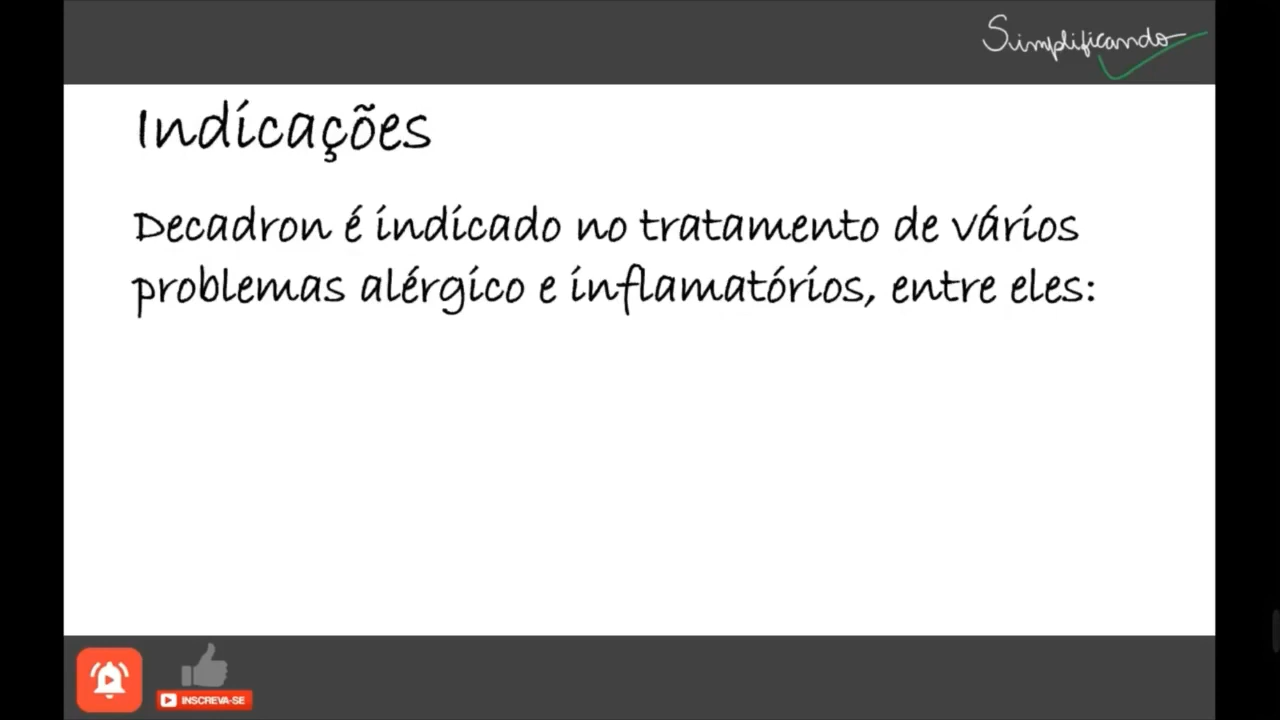 Simplificando
Indicações
Decadron é indicado no tratamento de vários
problemas alérgico e inflamatórios, entre eles:
INSCREVA-SE